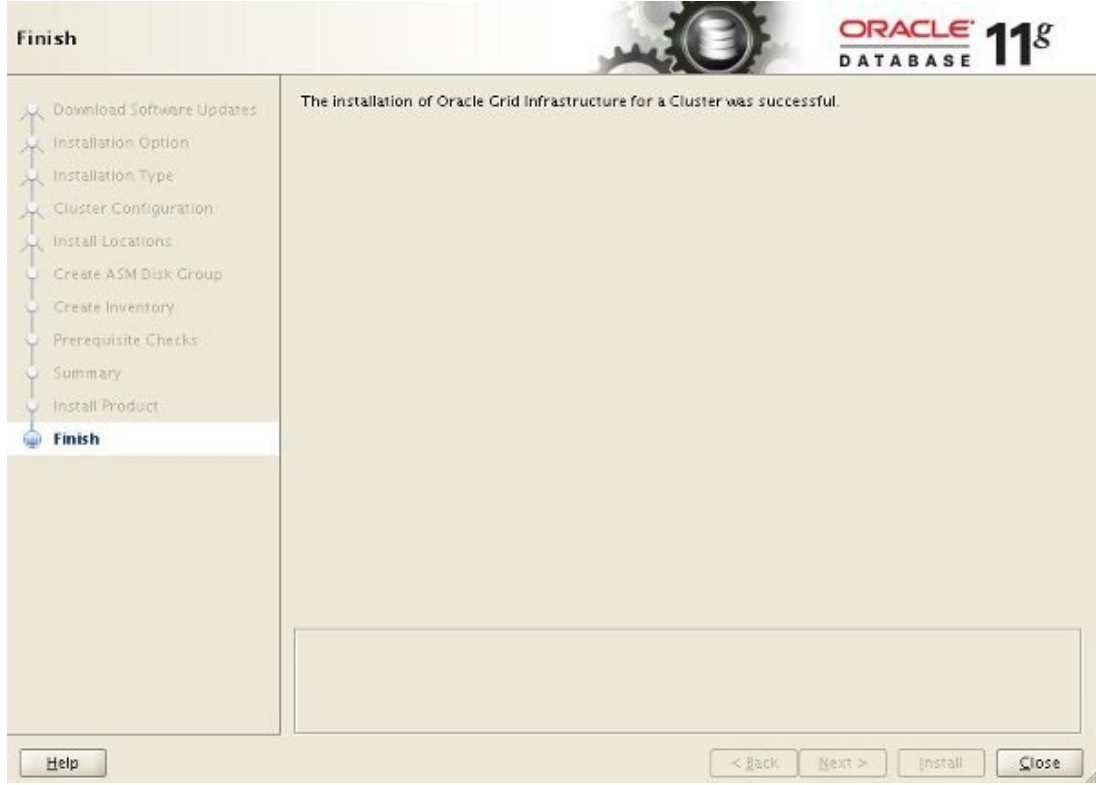 Finish
ORACLE
DATABASE
11g
Download Software Updates
Installation Option
Installation Type
Cluster Configuration
Install Locations
Create ASM Disk Group
Create Inventory
Prerequisite Checks
Summary
Install Product
Finish
The installation of Oracle Grid Infrastructure for a Cluster was successful.
Help
< Back
Next >
Install
Close